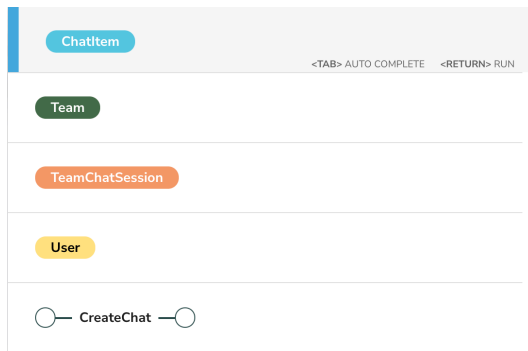 ChatItem
<TAB> AUTO COMPLETE <RETURN> RUN
Team
TeamChatSession
User
CreateChat